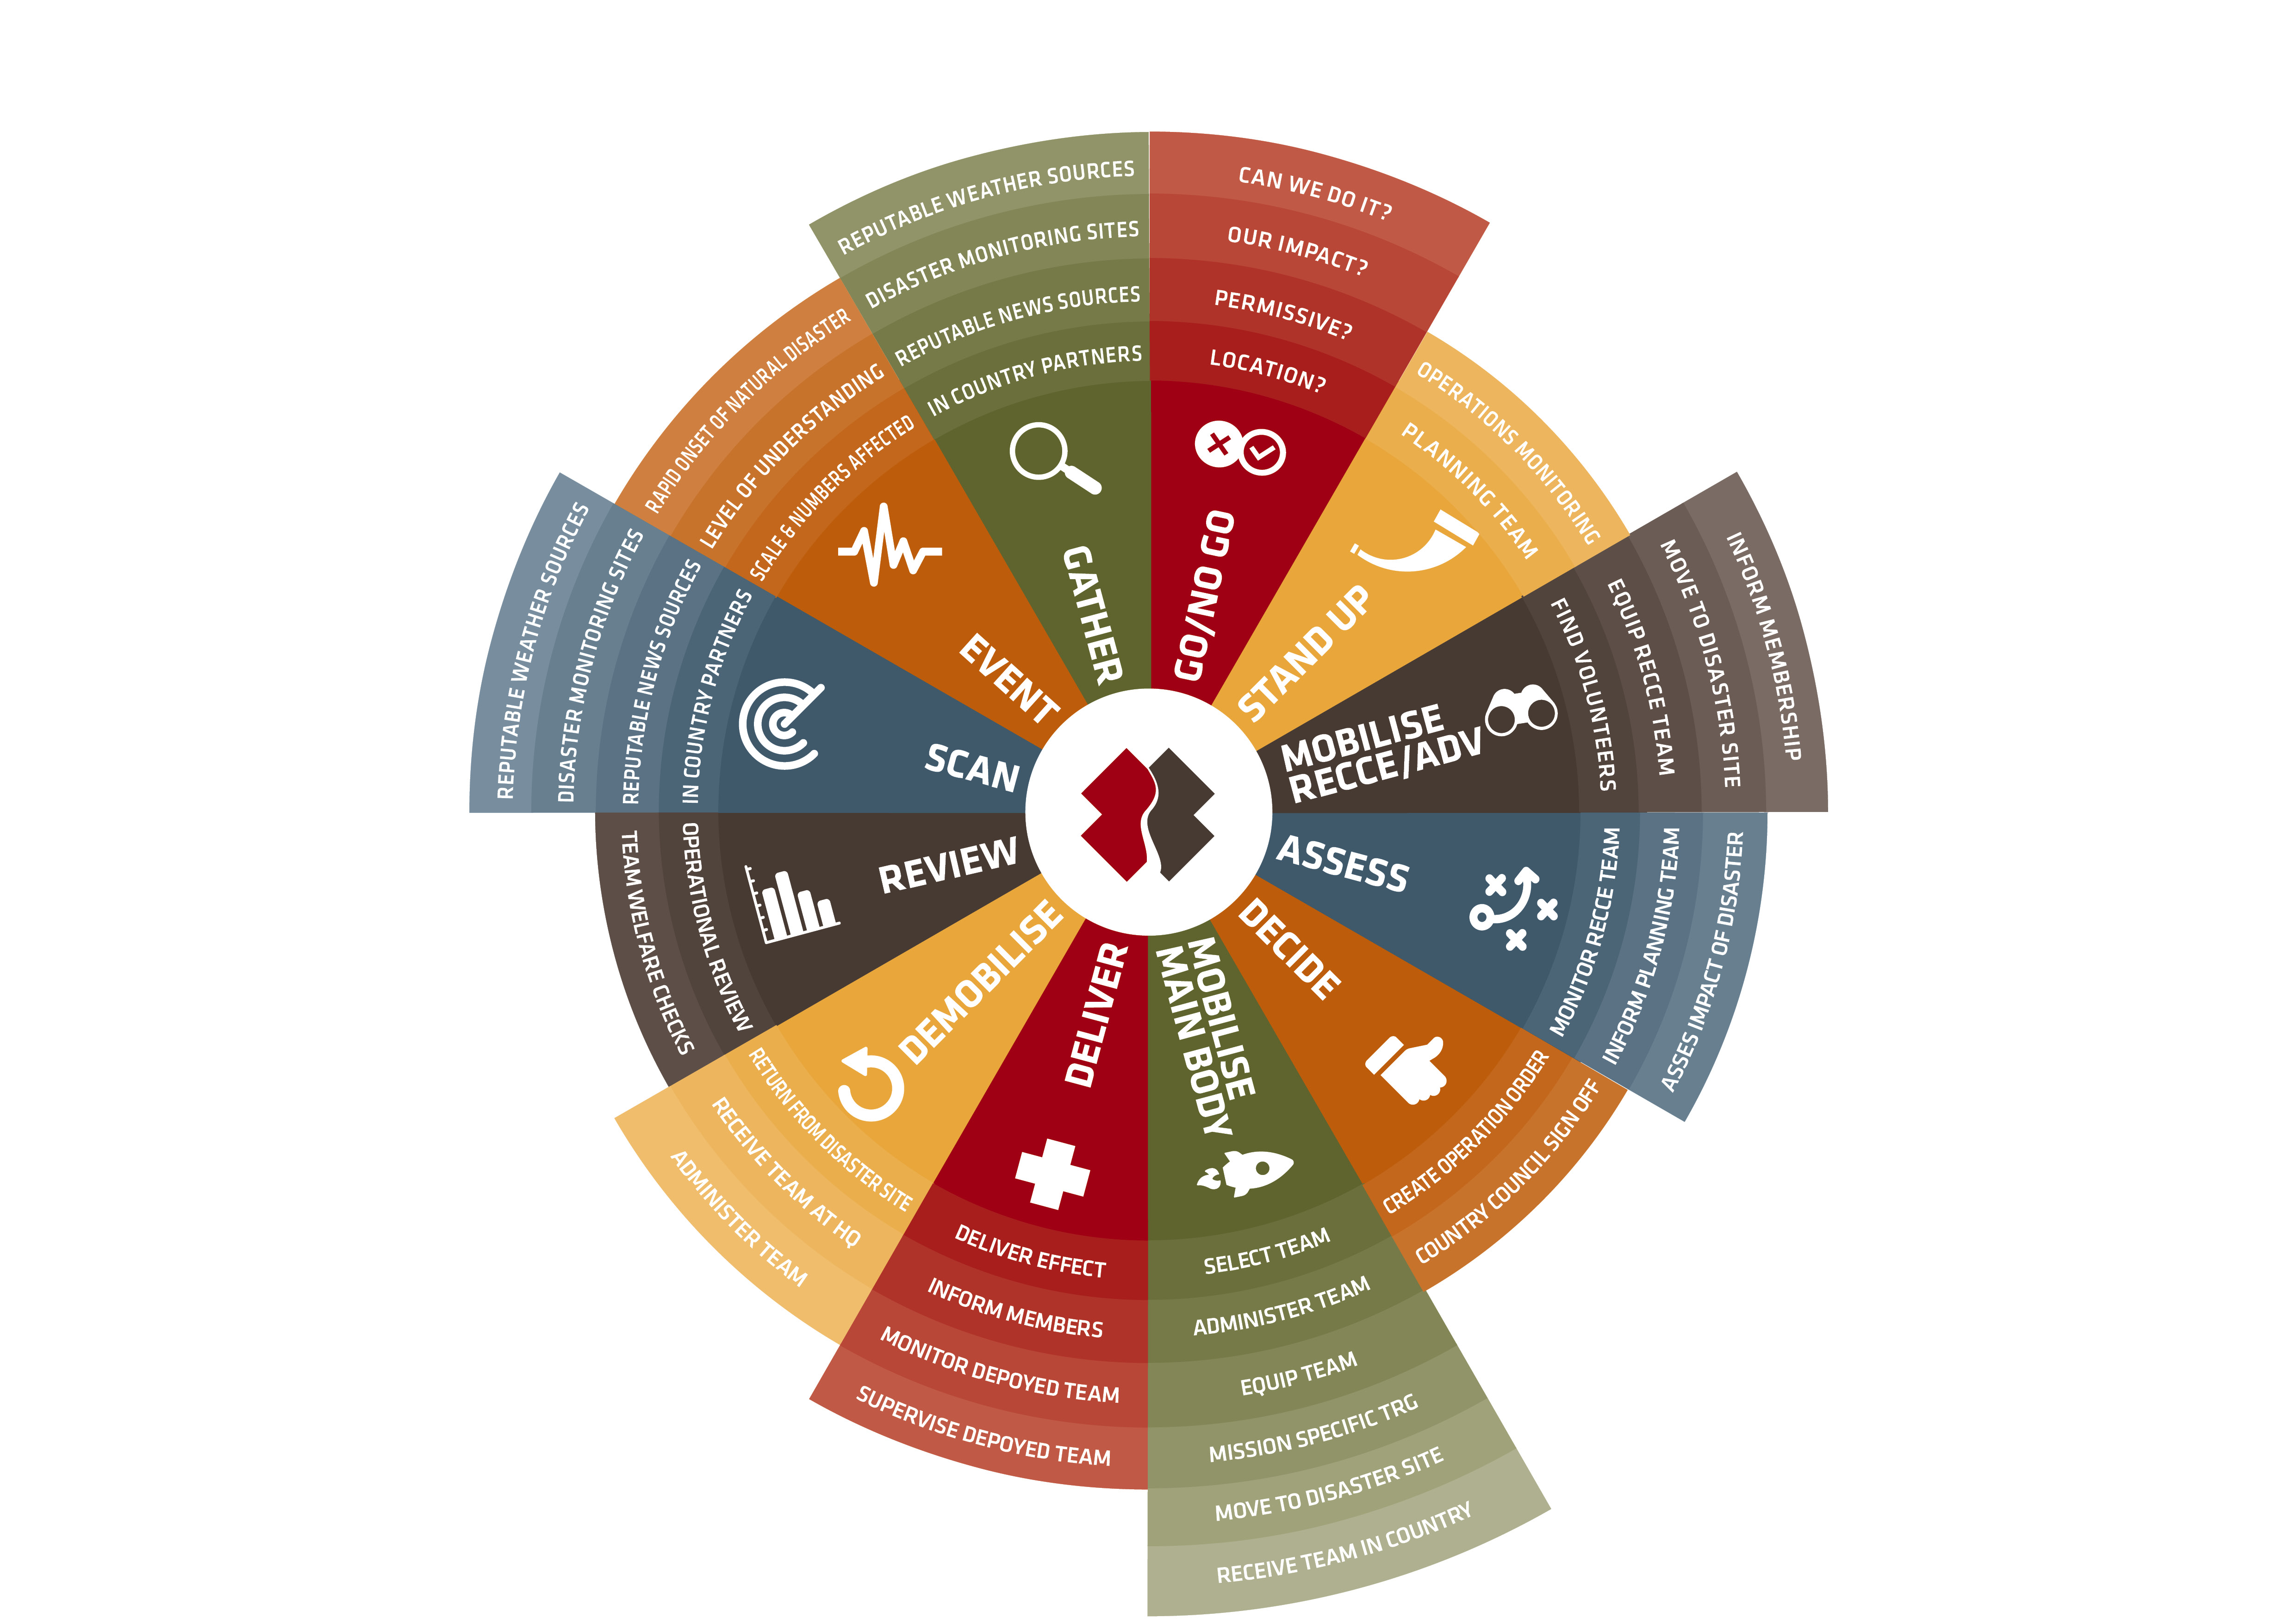 GATHER
IN COUNTRY PARTNERS
REPUTABLE NEWS SOURCES
DISASTER MONITORING SITES
REPUTABLE WEATHER SOURCES
GO/NO GO
LOCATION?
PERMISSIVE?
OUR IMPACT?
CAN WE DO IT?
STAND UP
PLANNING TEAM
OPERATIONS MONITORING
MOBILISE
RECCE/ADV
FIND VOLUNTEERS
EQUIP RECCE TEAM
MOVE TO DISASTER SITE
INFORM MEMBERSHIP
ASSESS
MONITOR RECCE TEAM
INFORM PLANNING TEAM
ASSES IMPACT OF DISASTER
DECIDE
CREATE OPERATION ORDER
COUNTRY COUNCIL SIGN OFF
MOBILISE
MAIN BODY
SELECT TEAM
ADMINISTER TEAM
EQUIP TEAM
MISSION SPECIFIC TRG
MOVE TO DISASTER SITE
RECEIVE TEAM IN COUNTRY
DELIVER
DELIVER EFFECT
INFORM MEMBERS
MONITOR DEPOYED TEAM
SUPERVISE DEPOYED TEAM
DEMOBILISE
RETURN FROM DISASTER SITE
RECEIVE TEAM AT HQ
ADMINISTER TEAM
REVIEW
OPERATIONAL REVIEW
TEAM WELFARE CHECKS
SCAN
IN COUNTRY PARTNERS
REPUTABLE NEWS SOURCES
DISASTER MONITORING SITES
REPUTABLE WEATHER SOURCES
EVENT
SCALE & NUMBERS AFFECTED
LEVEL OF UNDERSTANDING
RAPID ONSET OF NATURAL DISASTER